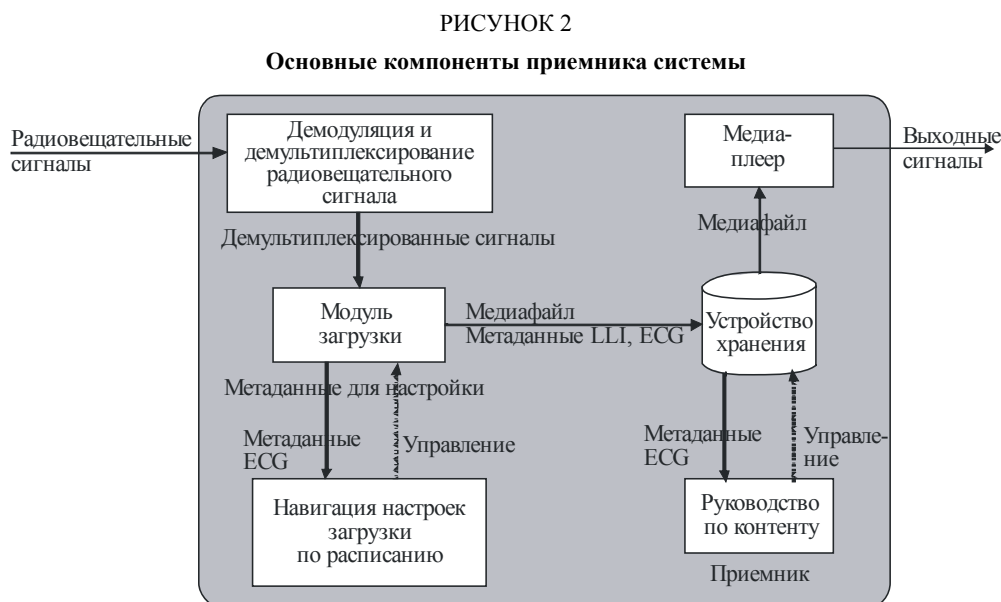 РИСУНОК 2
Основные компоненты приемника системы
Радиовещательные
сигналы
Демодуляция и
демультиплексирование
радиовещательного
сигнала
Медиа-
плеер
Выходные
сигналы
Демультиплексированные сигналы
Медиафайл
Модуль
загрузки
Медиафайл
Метаданные LLI, ECG
Устройство
хранения
Метаданные для настройки
Метаданные
ECG
Управление
Метаданные
ECG
Управле-
ние
Навигация настроек
загрузки
по расписанию
Руководство
по контенту
Приемник